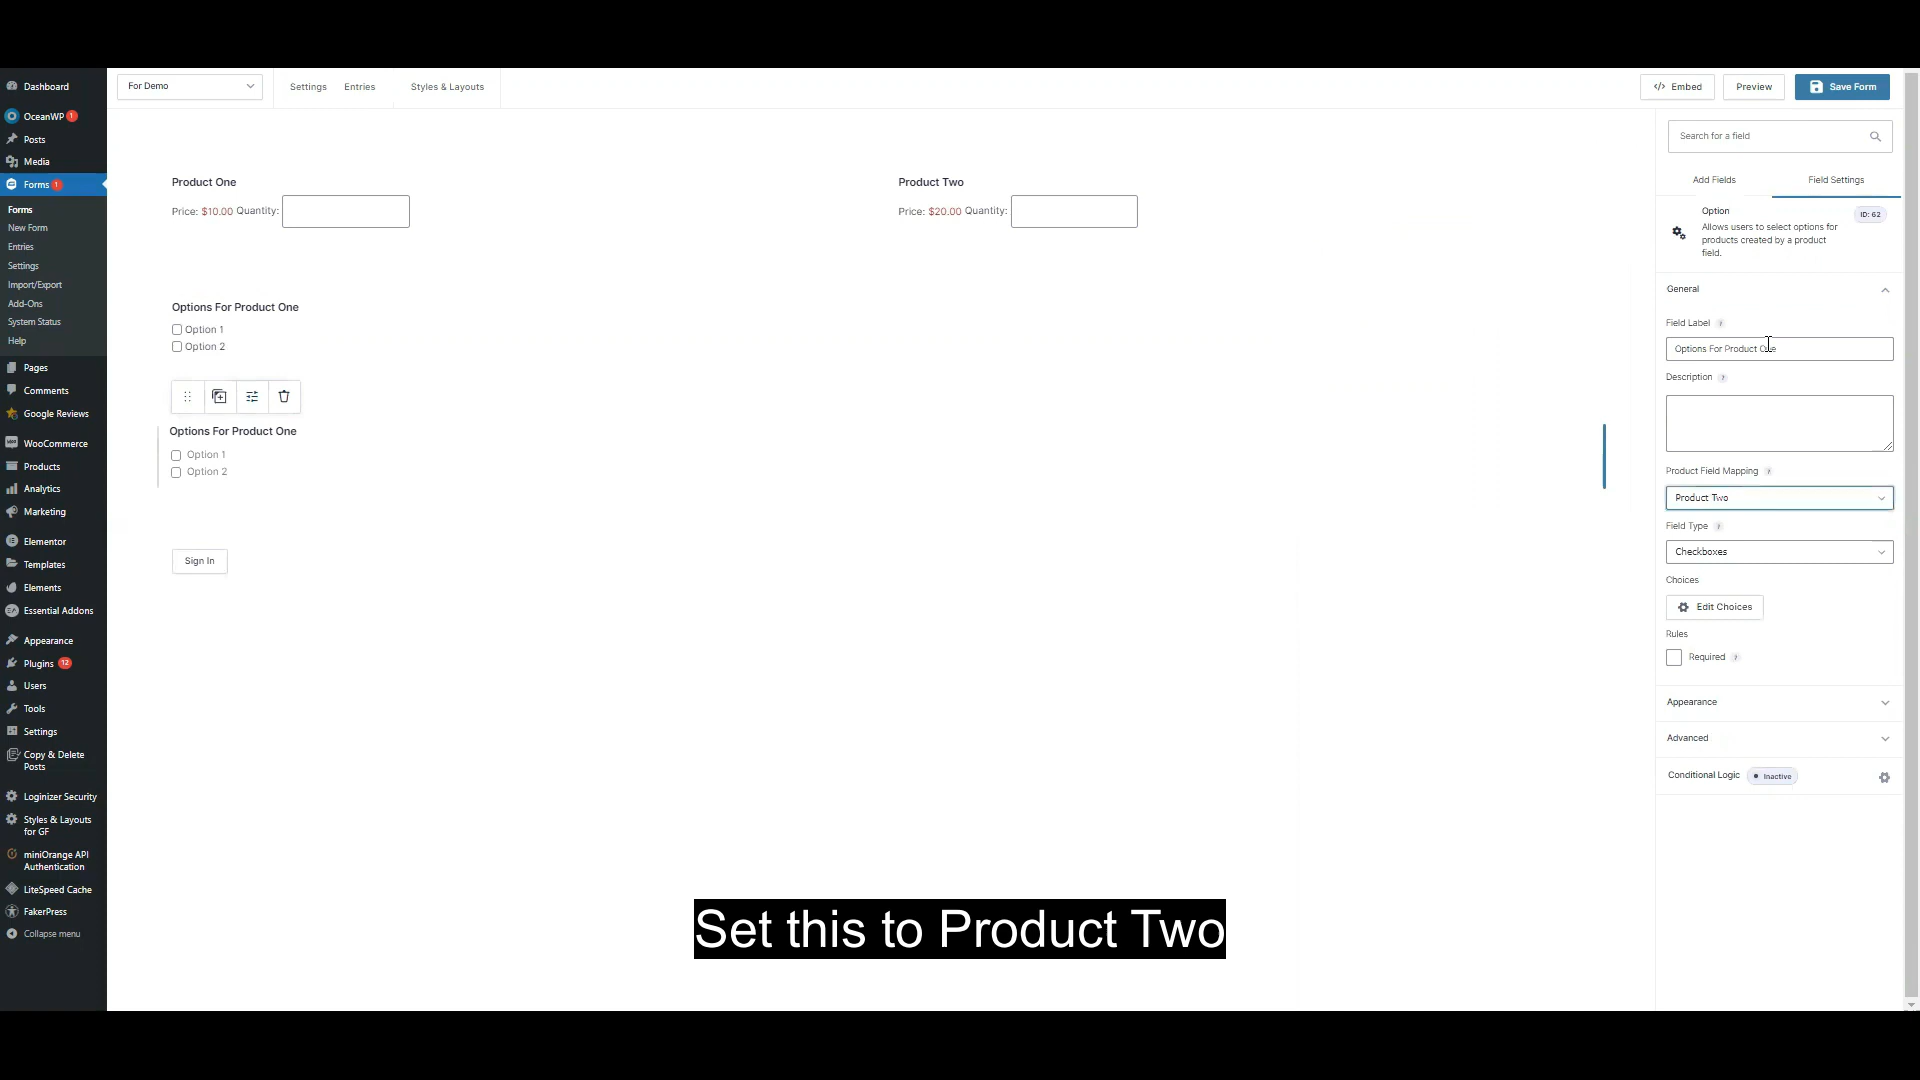 Dashboard
OceanWP 1
Posts
Media
Forms 1
Forms
New Form
Entries
Settings
Import/Export
Add-Ons
System Status
Help
Pages
Comments
Google Reviews
WooCommerce
Products
Analytics
Marketing
Elementor
Templates
Elements
Essential Addons
Appearance
Plugins 12
Users
Tools
Settings
Copy & Delete
Posts
Loginizer Security
Styles & Layouts
for GF
miniOrange API
Authentication
LiteSpeed Cache
FakerPress
Collapse menu
For Demo
Settings
Entries
Styles & Layouts
</> Embed
Preview
Save Form
Product One
Price: $10.00 Quantity:
Product Two
Price: $20.00 Quantity:
Options For Product One
Option 1
Option 2
Options For Product One
Option 1
Option 2
Sign In
Search for a field
Add Fields
Field Settings
Option
ID: 62
Allows users to select options for
products created by a product
field.
General
Field Label ?
Options For Product One
Description ?
Product Field Mapping ?
Product Two
Field Type ?
Checkboxes
Choices
Edit Choices
Rules
Required ?
Appearance
Advanced
Conditional Logic
Inactive
Set this to Product Two